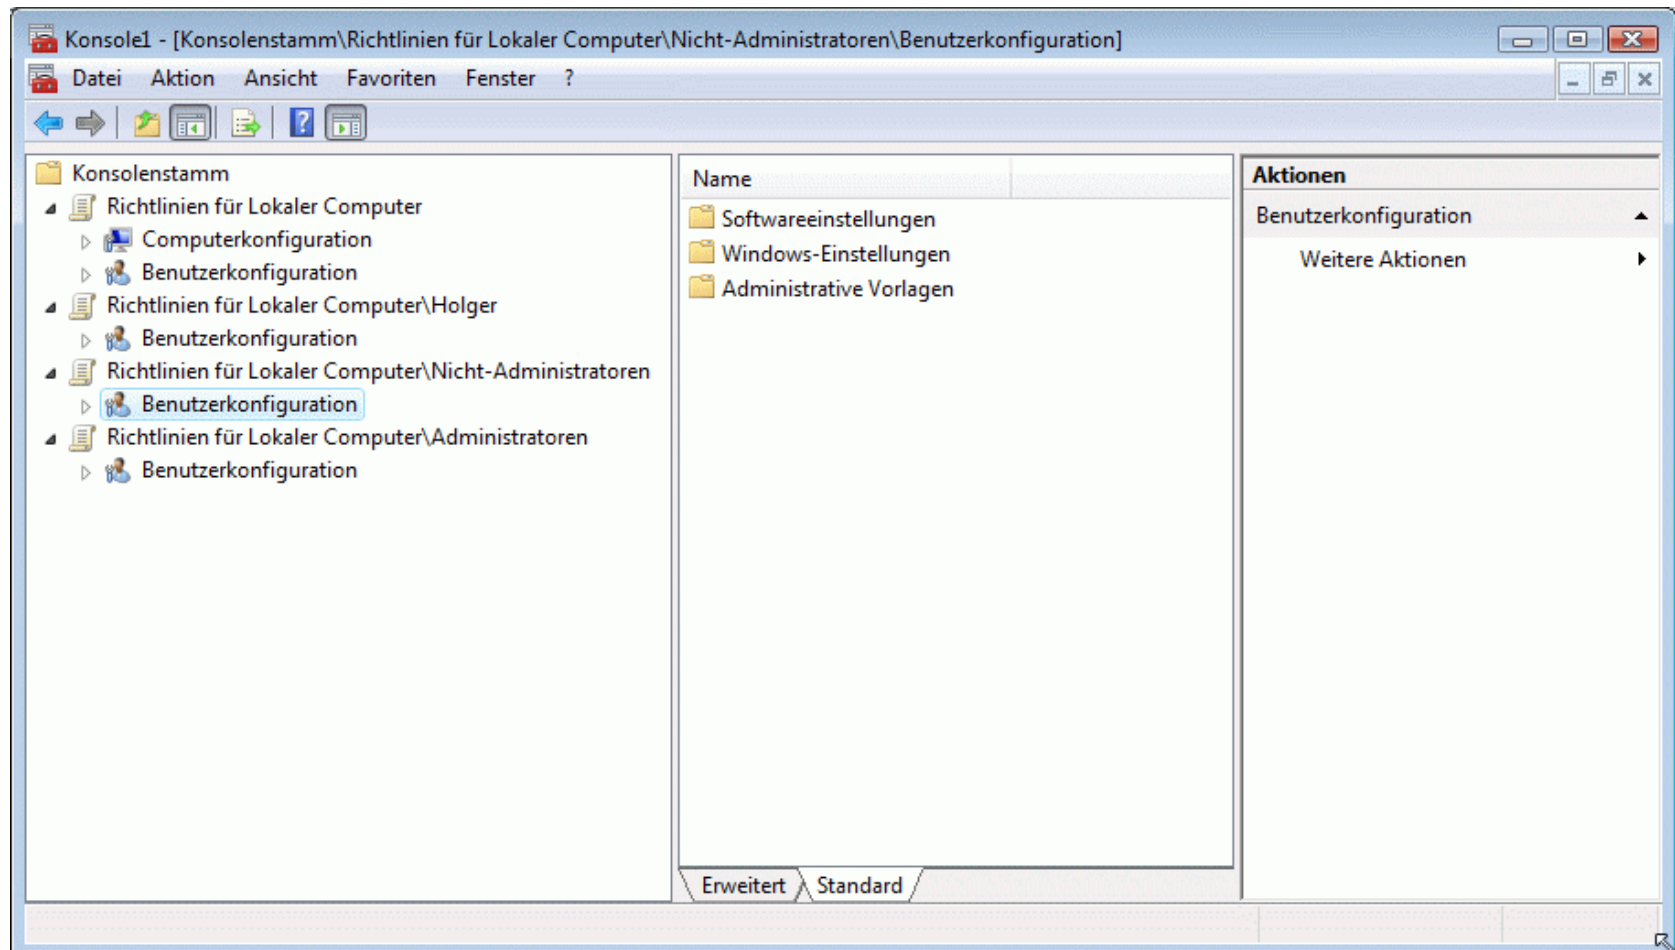 Konsole1 - [Konsolenstamm\Richtlinien für Lokaler Computer\Nicht-Administratoren\Benutzerkonfiguration]
Datei Aktion Ansicht Favoriten Fenster ?
Konsolenstamm
Richtlinien für Lokaler Computer
Computerkonfiguration
Benutzerkonfiguration
Richtlinien für Lokaler Computer\Holger
Benutzerkonfiguration
Richtlinien für Lokaler Computer\Nicht-Administratoren
Benutzerkonfiguration
Richtlinien für Lokaler Computer\Administratoren
Benutzerkonfiguration
Name
Softwareeinstellungen
Windows-Einstellungen
Administrative Vorlagen
Erweitert Standard
Aktionen
Benutzerkonfiguration
Weitere Aktionen